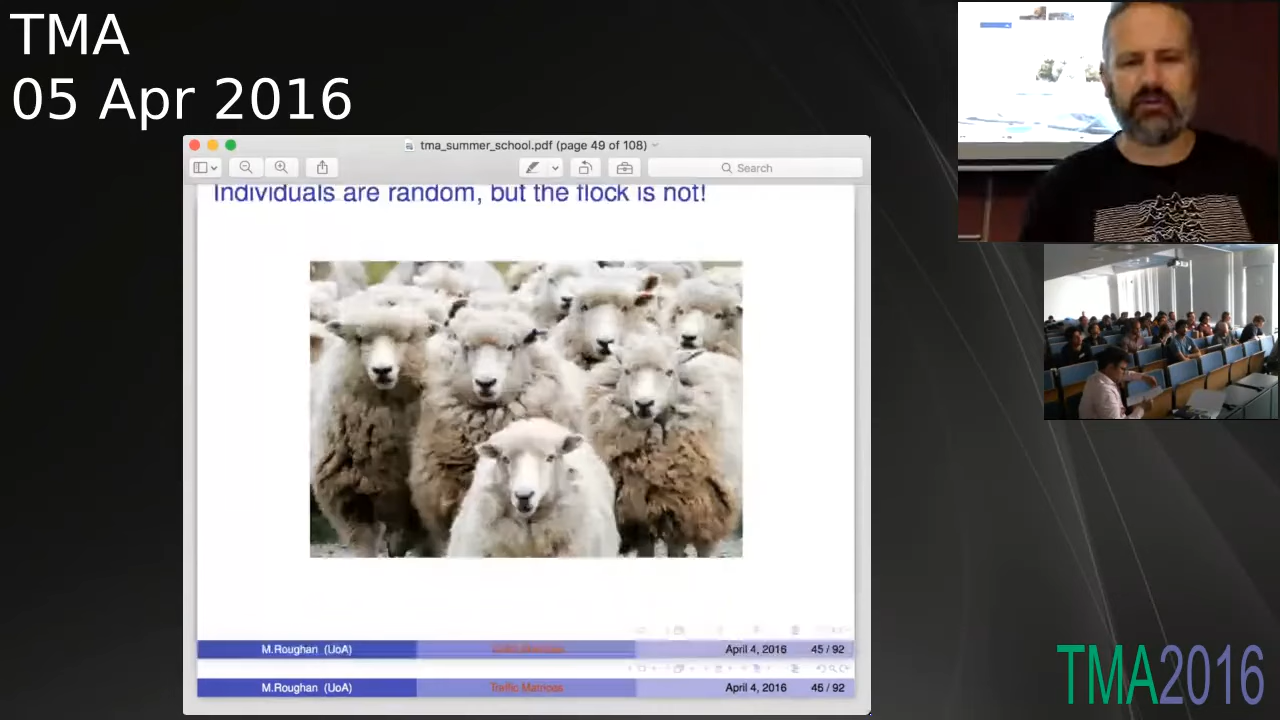 TMA
05 Apr 2016
tma_summer_school.pdf (page 49 of 108)
Search
Individuals are random, but the flock is not!
M.Roughan (UoA)
April 4, 2016 45 / 92
M.Roughan (UoA) Traffic Matrices April 4, 2016 46 / 92
TMA2016